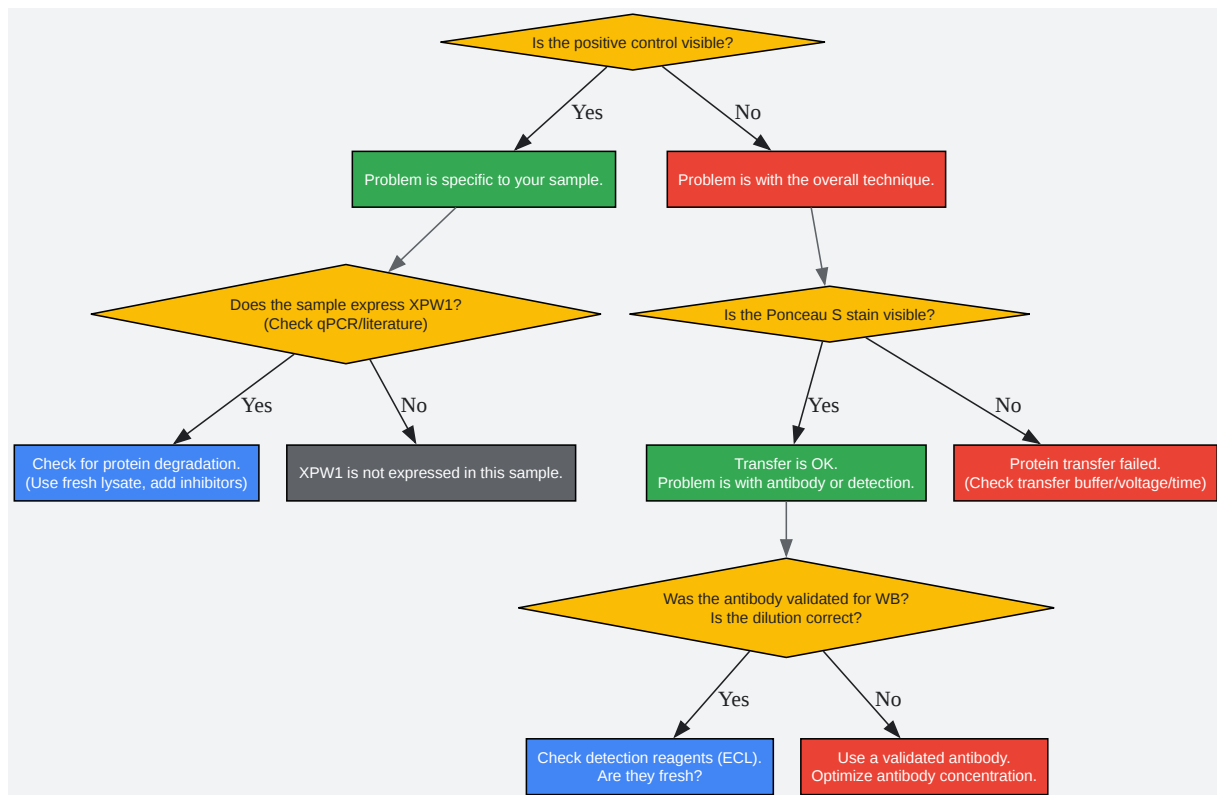 Is the positive control visible?
Yes
No
Problem is specific to your sample.
Problem is with the overall technique.
Does the sample express XPW1?
(Check qPCR/literature)
Is the Ponceau S stain visible?
Yes
No
Yes
No
Check for protein degradation.
(Use fresh lysate, add inhibitors)
XPW1 is not expressed in this sample.
Transfer is OK.
Problem is with antibody or detection.
Protein transfer failed.
(Check transfer buffer/voltage/time)
Was the antibody validated for WB?
Is the dilution correct?
Yes
No
Check detection reagents (ECL).
Are they fresh?
Use a validated antibody.
Optimize antibody concentration.